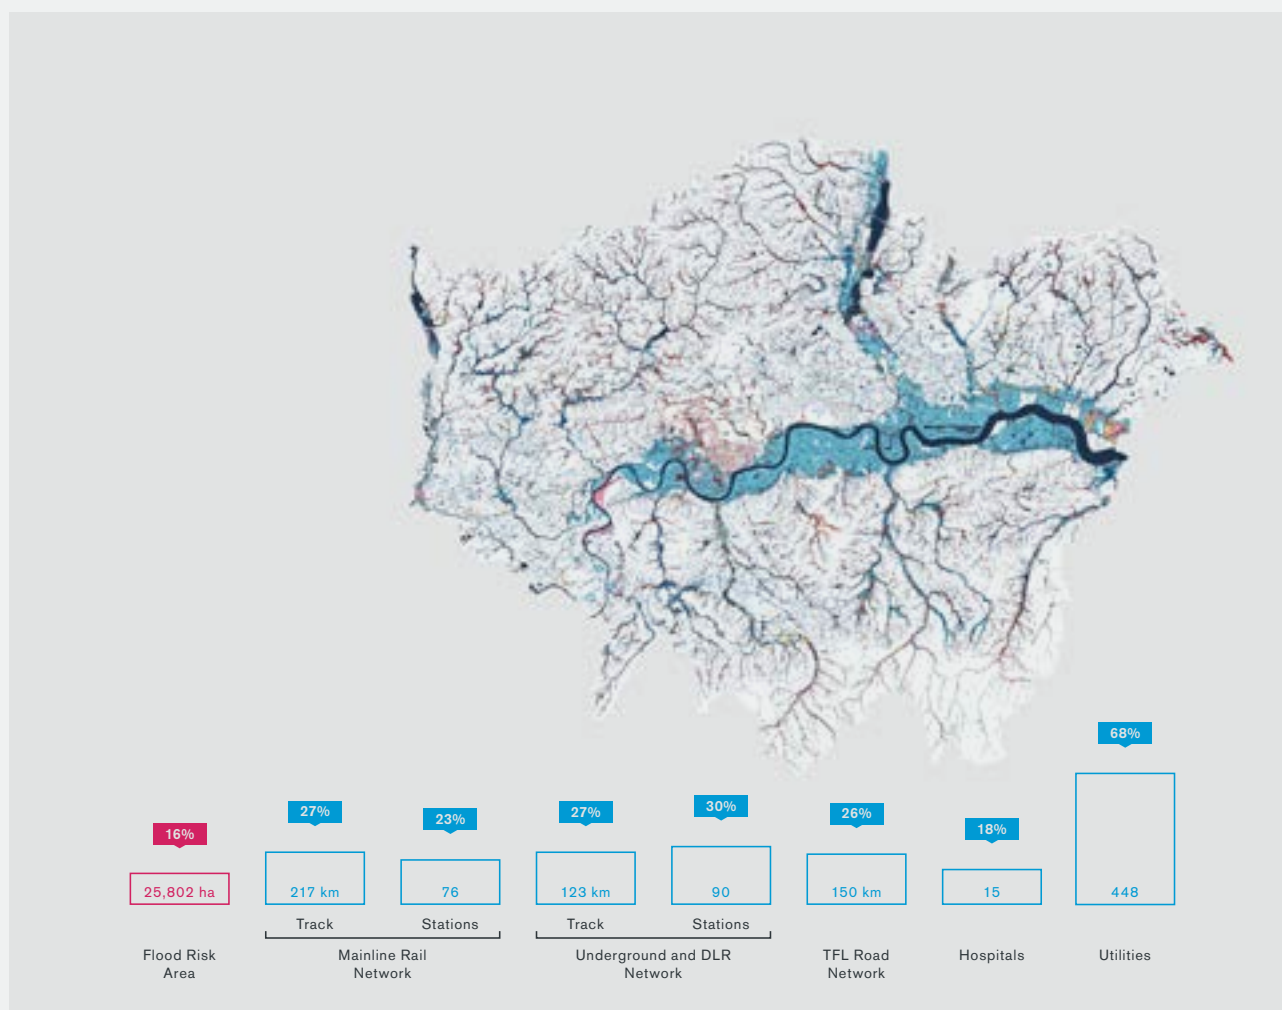 68%
27%
23%
27%
30%
26%
18%
16%
25,802 ha
217 km
76
123 km
90
150 km
15
448
Track
Stations
Track
Stations
Flood Risk
Area
Mainline Rail
Network
Underground and DLR
Network
TFL Road
Network
Hospitals
Utilities